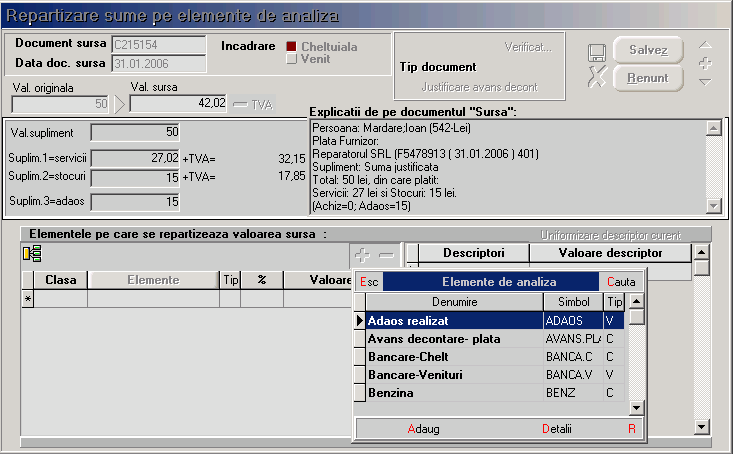 Repartizare sume pe elemente de analiza
Document sursa C215154
Data doc. sursa 31.01.2006
Incadrare Cheltuiala
Venit
Verificat...
Tip document
Justificare avans decont
Salvez
Renunt
Val. originala Val. sursa
50 42,02 TVA
Val.supliment 50
Suplim.1=servicii 27,02 +TVA= 32,15
Suplim.2=stocuri 15 +TVA= 17,85
Suplim.3=adaos 15
Explicatii de pe documentul "Sursa":
Persoana: Mardare;Ioan (542-Lei)
Plata Furnizor:
Reparatorul SRL (F5478913 ( 31.01.2006 ) 401)
Supliment: Suma justificata
Total: 50 lei, din care platit:
Servicii: 27 lei si Stocuri: 15 lei.
(Achiz=0; Adaos=15)
Elementele pe care se repartizeaza valoarea sursa :
Uniformizare descriptor curent
Clasa Elemente Tip % Valoare
Descriptori Valoare descriptor
Esc Elemente de analiza Cauta
Denumire Simbol Tip
Adaos realizat ADAOS V
Avans decontare- plata AVANS.PLA C
Bancare-Chelt BANCA.C C
Bancare-Venituri BANCA.V V
Benzina BENZ C
Adaug Detalii R